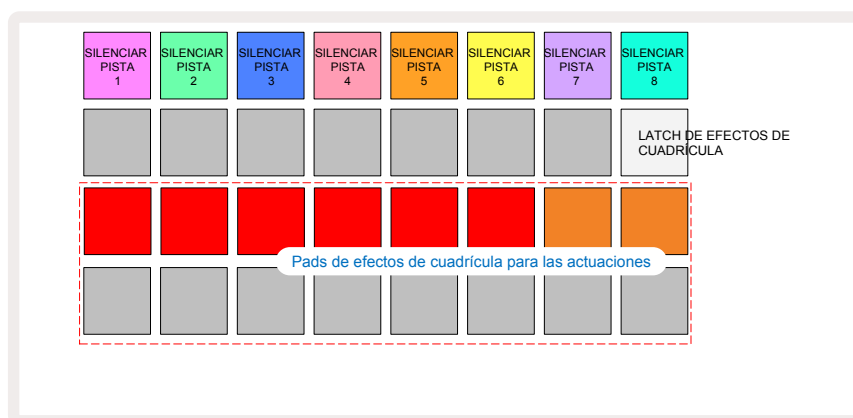 SILENCIAR
PISTA
1
SILENCIAR
PISTA
2
SILENCIAR
PISTA
3
SILENCIAR
PISTA
4
SILENCIAR
PISTA
5
SILENCIAR
PISTA
6
SILENCIAR
PISTA
7
SILENCIAR
PISTA
8
LATCH DE EFECTOS DE
CUADRÍCULA
Pads de efectos de cuadrícula para las actuaciones